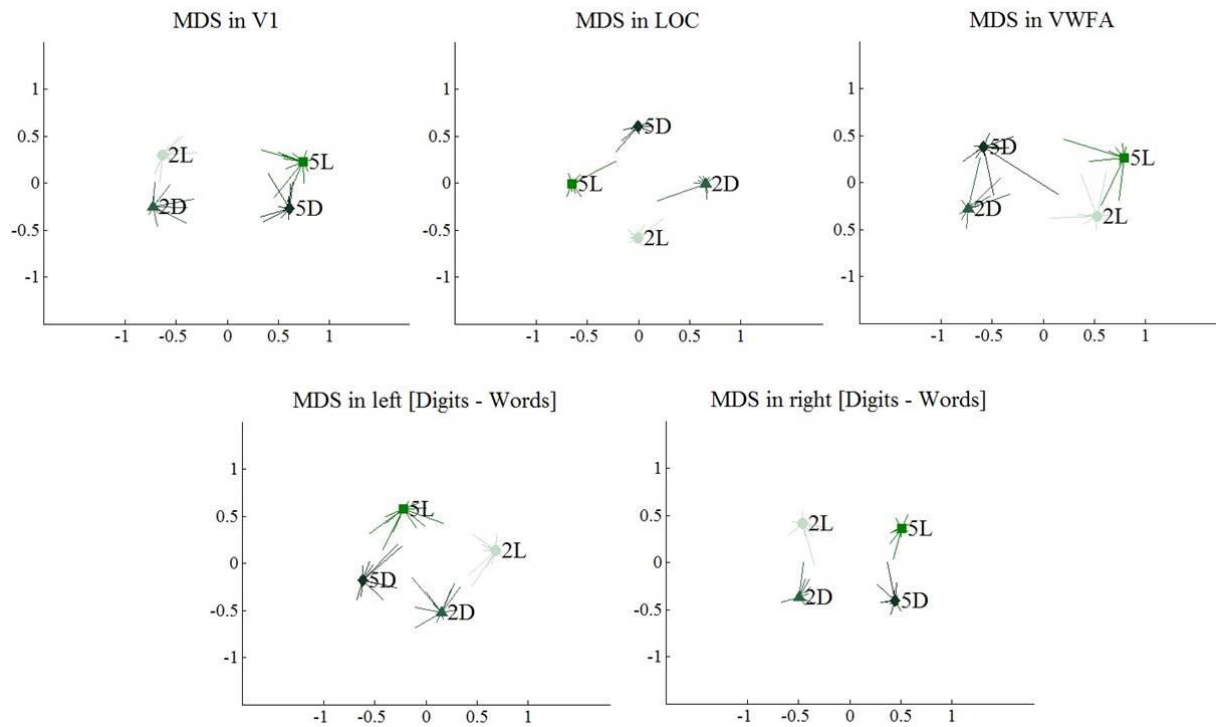 MDS in V1
1
0.5
0
-0.5
-1
2L
2D
5L
5D
-1 -0.5 0 0.5 1
MDS in LOC
1
0.5
0
-0.5
-1
5D
5L
2D
2L
-1 -0.5 0 0.5 1
MDS in VWFA
1
0.5
0
-0.5
-1
5D
5L
2D
2L
-1 -0.5 0 0.5 1
MDS in left [Digits - Words]
1
0.5
0
-0.5
-1
5L
2L
5D
2D
-1 -0.5 0 0.5 1
MDS in right [Digits - Words]
1
0.5
0
-0.5
-1
2L
5L
2D
5D
-1 -0.5 0 0.5 1